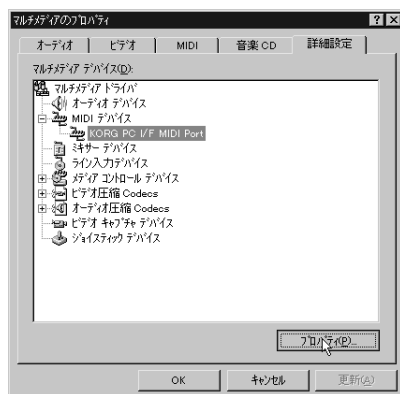 マルチメディアのプロパティ
オーディオ ビデオ MIDI 音楽 CD 詳細設定
マルチメディア デバイス(D):
マルチメディア ドライバ
オーディオ デバイス
MIDI デバイス
KORG PC I/F MIDI Port
ミキサー デバイス
ライン入力デバイス
メディア コントロール デバイス
ビデオ圧縮 Codecs
オーディオ圧縮 Codecs
ビデオ キャプチャ デバイス
ジョイスティック デバイス
プロパティ(P)...
OK キャンセル 更新(A)